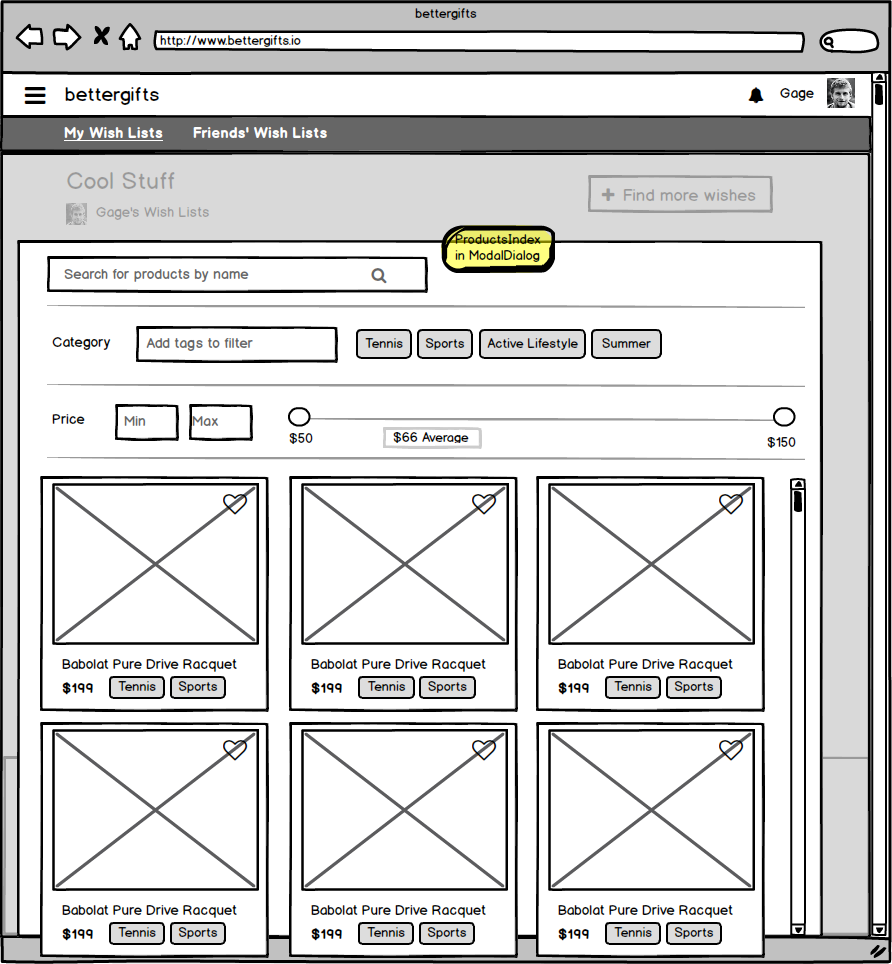 bettergifts
http://www.bettergifts.io
bettergifts
Gage
My Wish Lists Friends' Wish Lists
Cool Stuff
Gage's Wish Lists
+ Find more wishes
ProductsIndex
in ModalDialog
Search for products by name
Category Add tags to filter Tennis Sports Active Lifestyle Summer
Price Min Max
$50 $66 Average $150
Babolat Pure Drive Racquet Babolat Pure Drive Racquet Babolat Pure Drive Racquet
$199 Tennis Sports $199 Tennis Sports $199 Tennis Sports
Babolat Pure Drive Racquet Babolat Pure Drive Racquet Babolat Pure Drive Racquet
$199 Tennis Sports $199 Tennis Sports $199 Tennis Sports